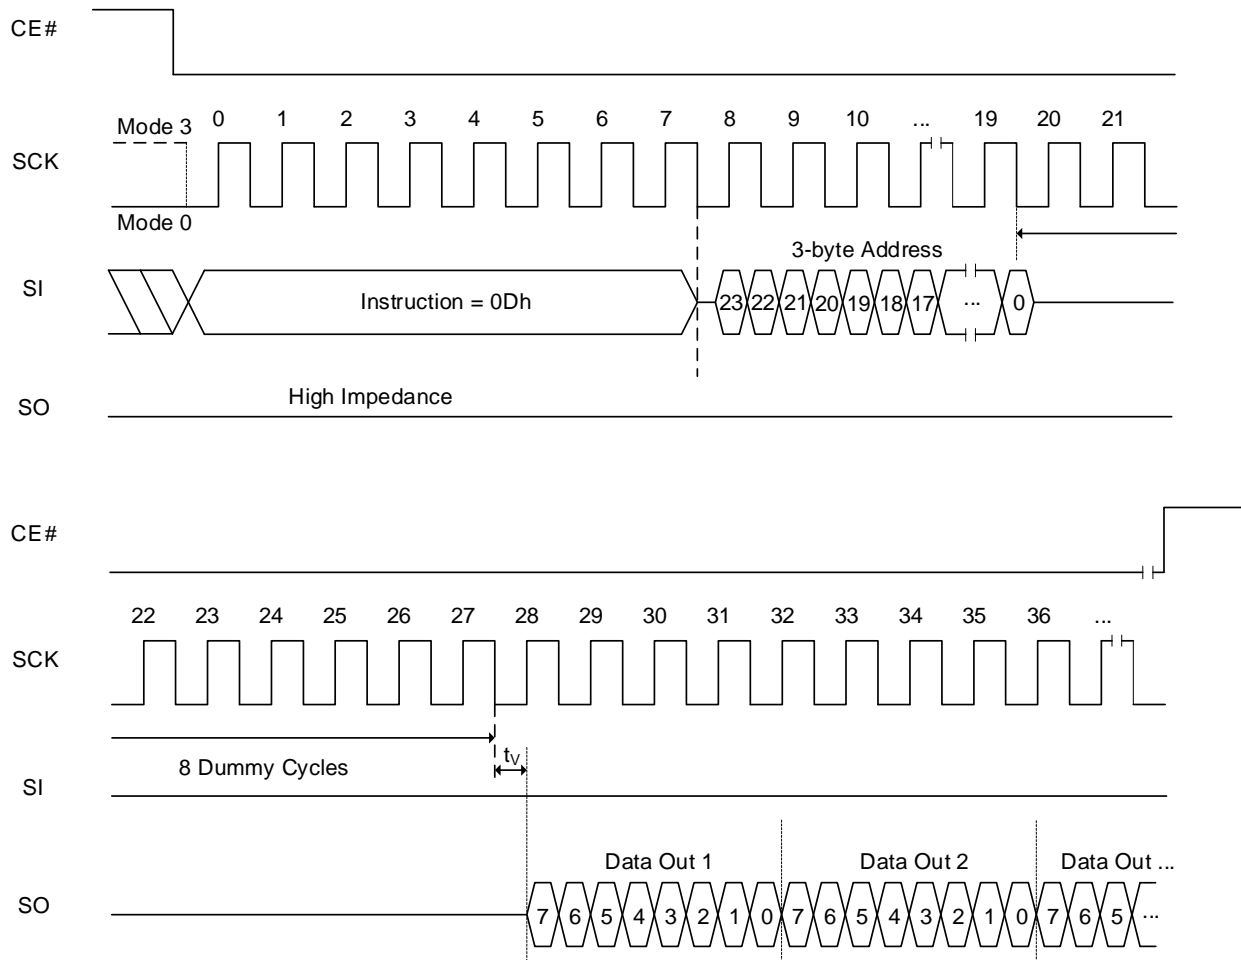 CE#
0 1 2 3 4 5 6 7 8 9 10 ... 19 20 21
Mode 3
SCK
Mode 0
3-byte Address
SI
Instruction = 0Dh
23 22 21 20 19 18 17 ... 0
High Impedance
SO
CE#
22 23 24 25 26 27 28 29 30 31 32 33 34 35 36 ...
SCK
tV
8 Dummy Cycles
SI
Data Out 1 Data Out 2 Data Out ...
SO
7 6 5 4 3 2 1 0 7 6 5 4 3 2 1 0 7 6 5 ...